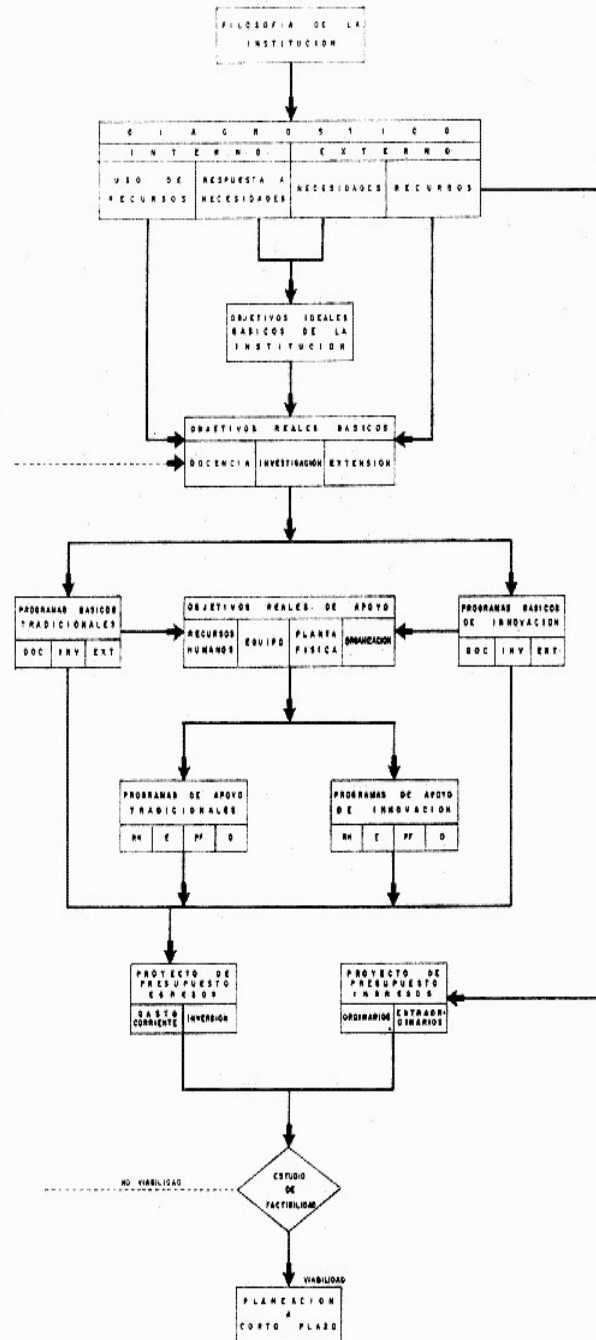 FILOSOFIA DE LA
INSTITUCION
DIAGNOSTICO
INTERNO
EXTERNO
USO DE
RECURSOS
RESPUESTA A
NECESIDADES
NECESIDADES
RECURSOS
OBJETIVOS IDEALES
BASICOS DE LA
INSTITUCION
OBJETIVOS REALES BASICOS
DOCENCIA
INVESTIGACIÓN
EXTENSION
PROGRAMAS BASICOS
TRADICIONALES
DOC
INV
EXT
OBJETIVOS REALES DE APOYO
RECURSOS
HUMANOS
EQUIPO
PLANTA
FISICA
ORGANIZACION
PROGRAMAS BASICOS
DE INNOVACION
DOC
INV
EXT
PROGRAMAS DE APOYO
TRADICIONALES
RH
E
PF
O
PROGRAMAS DE APOYO
DE INNOVACION
RH
E
PF
O
PROYECTO DE
PRESUPUESTO
EGRESOS
GASTO
CORRIENTE
INVERSION
PROYECTO DE
PRESUPUESTO
INGRESOS
ORDINARIOS
EXTRAOR-
DINARIOS
NO VIABILIDAD
ESTUDIO
DE
FACTIBILIDAD
VIABILIDAD
PLANEACION
A
CORTO PLAZO